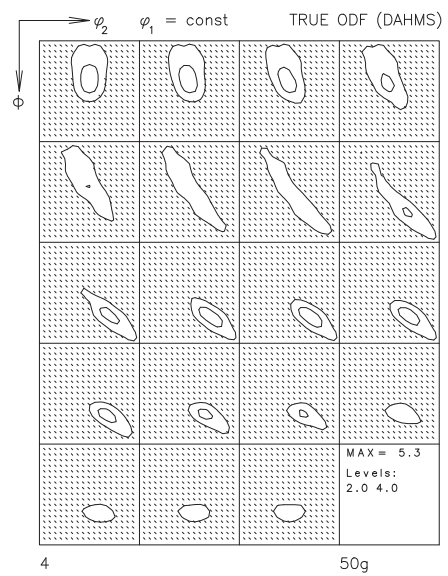 φ₂ φ₁ = const TRUE ODF (DAHMS)
Φ
MAX= 5.3
Levels:
2.0 4.0
4 50g